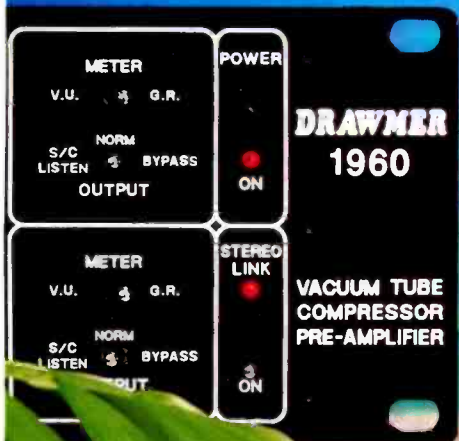 METER
V.U. G.R.
NORM
S/C LISTEN BYPASS
OUTPUT
POWER
ON
DRAWMER
1960
METER
V.U. G.R.
NORM
S/C LISTEN BYPASS
STEREO
LINK
ON
VACUUM TUBE
COMPRESSOR
PRE-AMPLIFIER